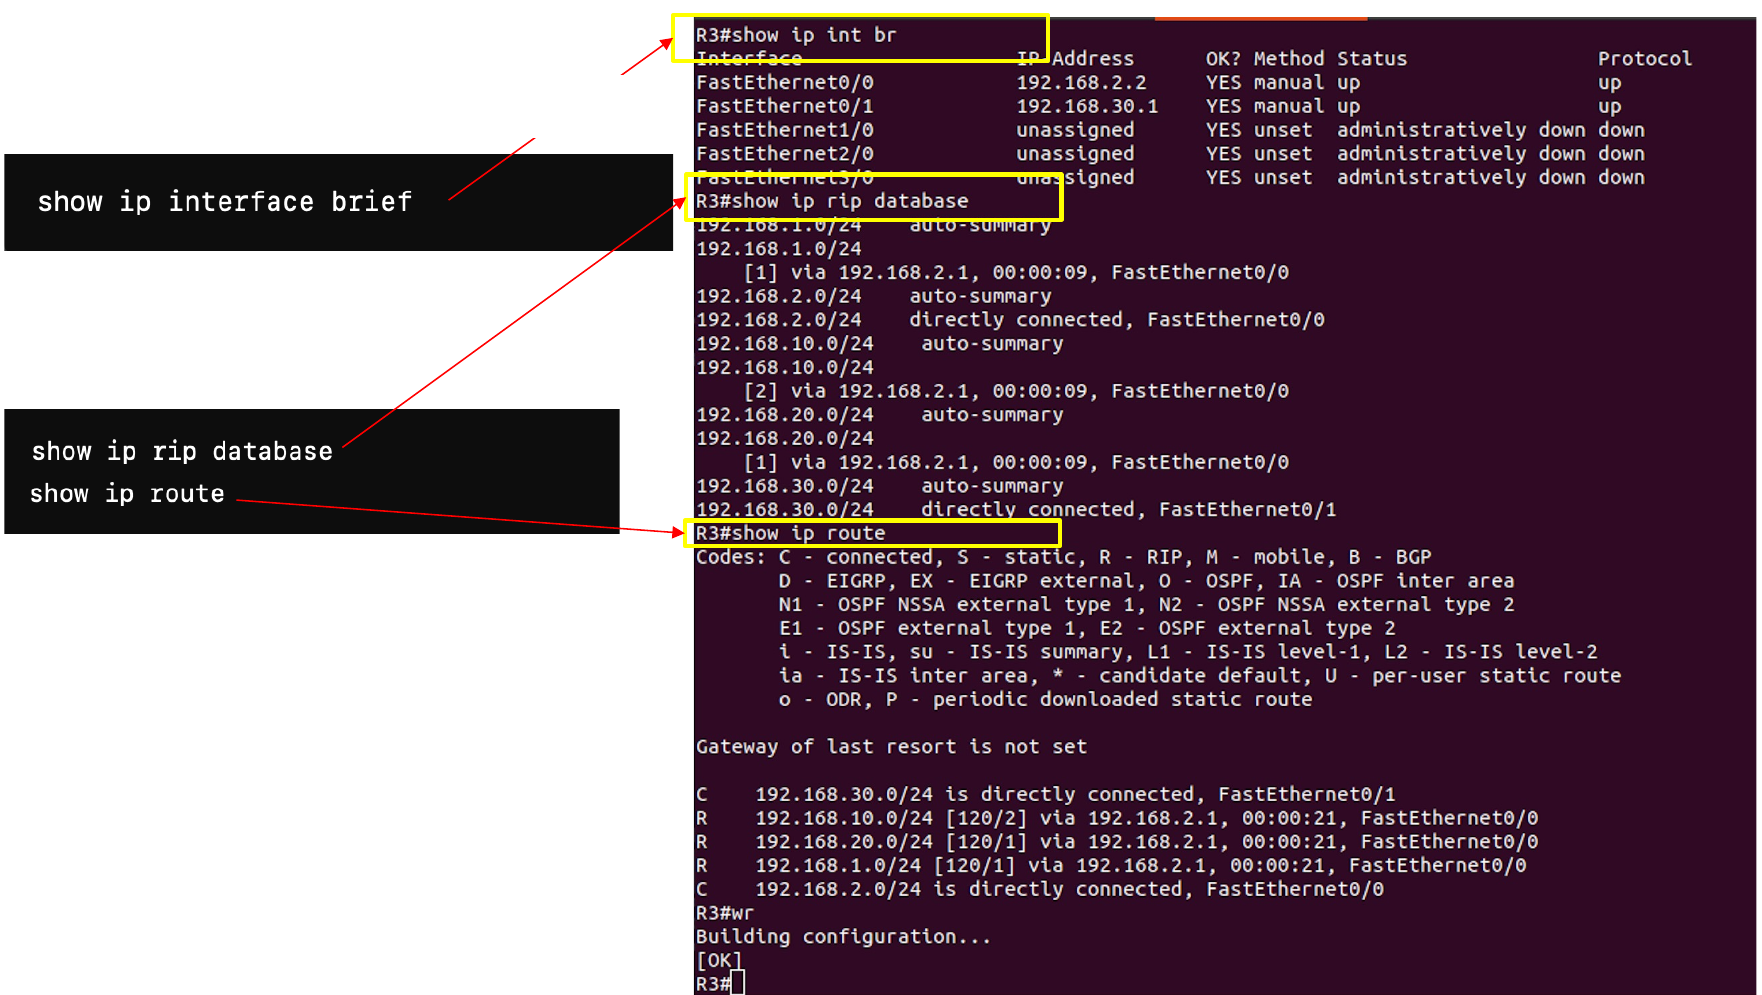 show ip interface brief
show ip rip database
show ip route
R3#show ip int br
Interface IP Address OK? Method Status Protocol
FastEthernet0/0 192.168.2.2 YES manual up up
FastEthernet0/1 192.168.30.1 YES manual up up
FastEthernet1/0 unassigned YES unset administratively down down
FastEthernet2/0 unassigned YES unset administratively down down
FastEthernet3/0 unassigned YES unset administratively down down
R3#show ip rip database
192.168.1.0/24 auto-summary
192.168.1.0/24
[1] via 192.168.2.1, 00:00:09, FastEthernet0/0
192.168.2.0/24 auto-summary
192.168.2.0/24 directly connected, FastEthernet0/0
192.168.10.0/24 auto-summary
192.168.10.0/24
[2] via 192.168.2.1, 00:00:09, FastEthernet0/0
192.168.20.0/24 auto-summary
192.168.20.0/24
[1] via 192.168.2.1, 00:00:09, FastEthernet0/0
192.168.30.0/24 auto-summary
192.168.30.0/24 directly connected, FastEthernet0/1
R3#show ip route
Codes: C - connected, S - static, R - RIP, M - mobile, B - BGP
D - EIGRP, EX - EIGRP external, O - OSPF, IA - OSPF inter area
N1 - OSPF NSSA external type 1, N2 - OSPF NSSA external type 2
E1 - OSPF external type 1, E2 - OSPF external type 2
i - IS-IS, su - IS-IS summary, L1 - IS-IS level-1, L2 - IS-IS level-2
ia - IS-IS inter area, * - candidate default, U - per-user static route
o - ODR, P - periodic downloaded static route
Gateway of last resort is not set
C 192.168.30.0/24 is directly connected, FastEthernet0/1
R 192.168.10.0/24 [120/2] via 192.168.2.1, 00:00:21, FastEthernet0/0
R 192.168.20.0/24 [120/1] via 192.168.2.1, 00:00:21, FastEthernet0/0
R 192.168.1.0/24 [120/1] via 192.168.2.1, 00:00:21, FastEthernet0/0
C 192.168.2.0/24 is directly connected, FastEthernet0/0
R3#wr
Building configuration...
[OK]
R3#